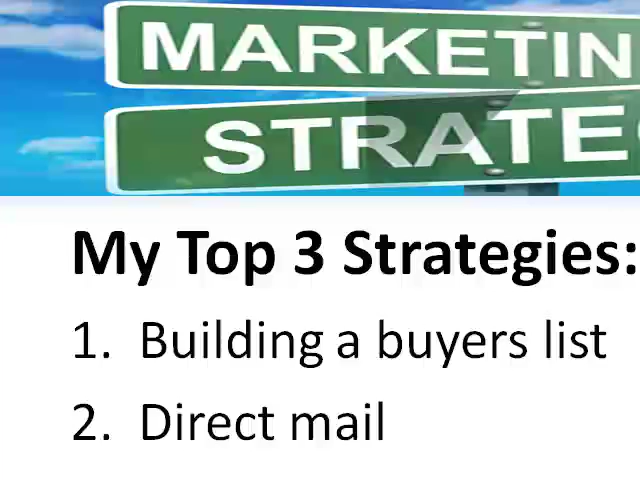 MARKETIN
STRATE
My Top 3 Strategies:
1. Building a buyers list
2. Direct mail